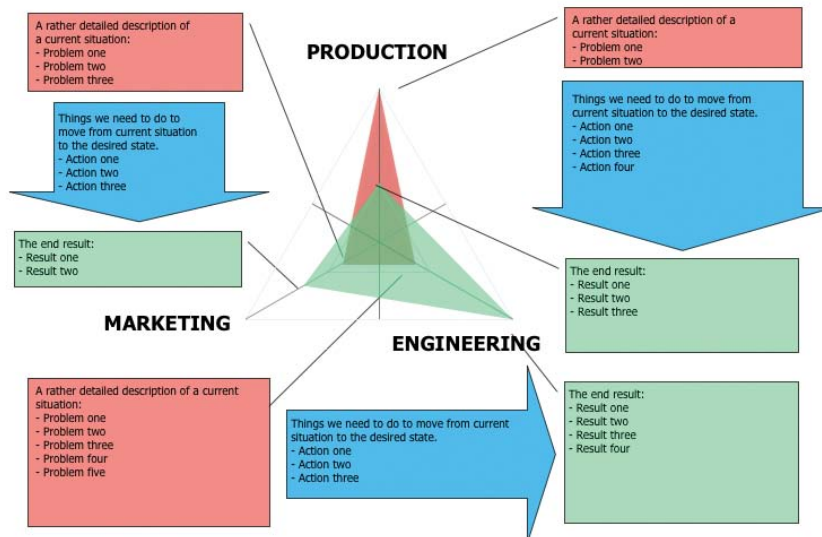 A rather detailed description of
a current situation:
- Problem one
- Problem two
- Problem three
Things we need to do to
move from current situation
to the desired state.
- Action one
- Action two
- Action three
The end result:
- Result one
- Result two
PRODUCTION
MARKETING
ENGINEERING
A rather detailed description of a
current situation:
- Problem one
- Problem two
Things we need to do to move from
current situation to the desired state.
- Action one
- Action two
- Action three
- Action four
The end result:
- Result one
- Result two
- Result three
A rather detailed description of a current
situation:
- Problem one
- Problem two
- Problem three
- Problem four
- Problem five
Things we need to do to move from current
situation to the desired state.
- Action one
- Action two
- Action three
The end result:
- Result one
- Result two
- Result three
- Result four